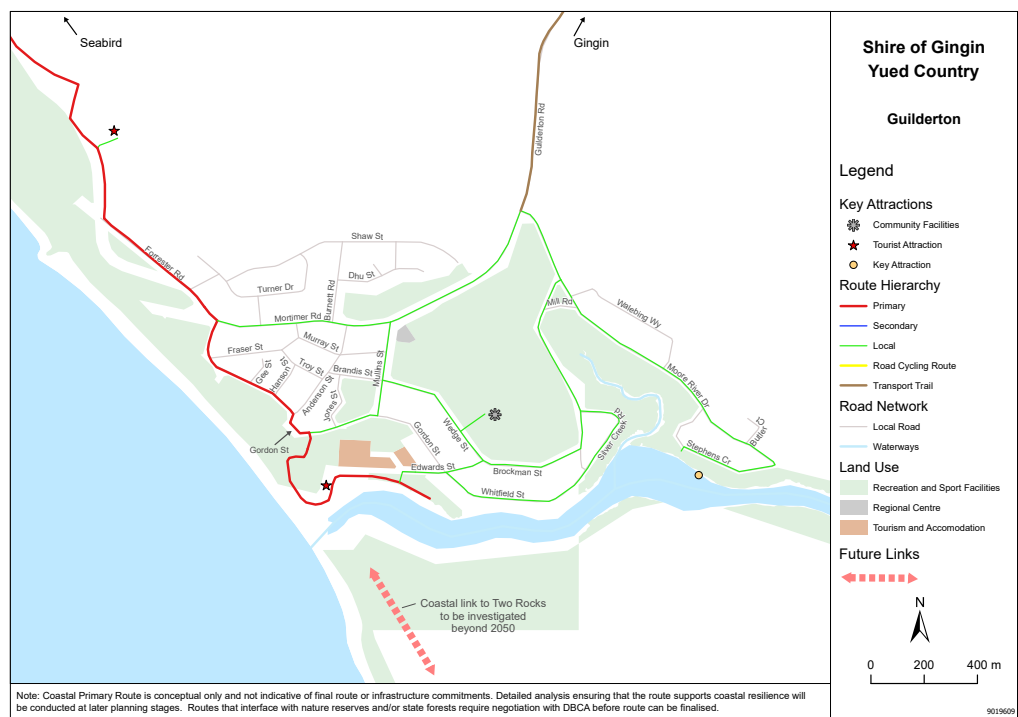 Seabird
Gingin
Guilderton Rd
Shaw St
Forrester Rd
Dhu St
Turner Dr
Burnett Rd
Mortimer Rd
Mill Rd
Walebing Wy
Murray St
Fraser St
Mullins St
Gee St
Hanson St
Troy St
Brandis St
Anderson St
Jones St
Moore River Dr
Gordon St
Wedge St
Gordon St
Silver Creek Rd
Butler Ct
Stephens Cr
Edwards St
Brockman St
Whitfield St
Coastal link to Two Rocks
to be investigated
beyond 2050
Note: Coastal Primary Route is conceptual only and not indicative of final route or infrastructure commitments. Detailed analysis ensuring that the route supports coastal resilience will
be conducted at later planning stages. Routes that interface with nature reserves and/or state forests require negotiation with DBCA before route can be finalised.
Shire of Gingin
Yued Country
Guilderton
Legend
Key Attractions
Community Facilities
Tourist Attraction
Key Attraction
Route Hierarchy
Primary
Secondary
Local
Road Cycling Route
Transport Trail
Road Network
Local Road
Waterways
Land Use
Recreation and Sport Facilities
Regional Centre
Tourism and Accomodation
Future Links
N
0 200 400 m
9019609